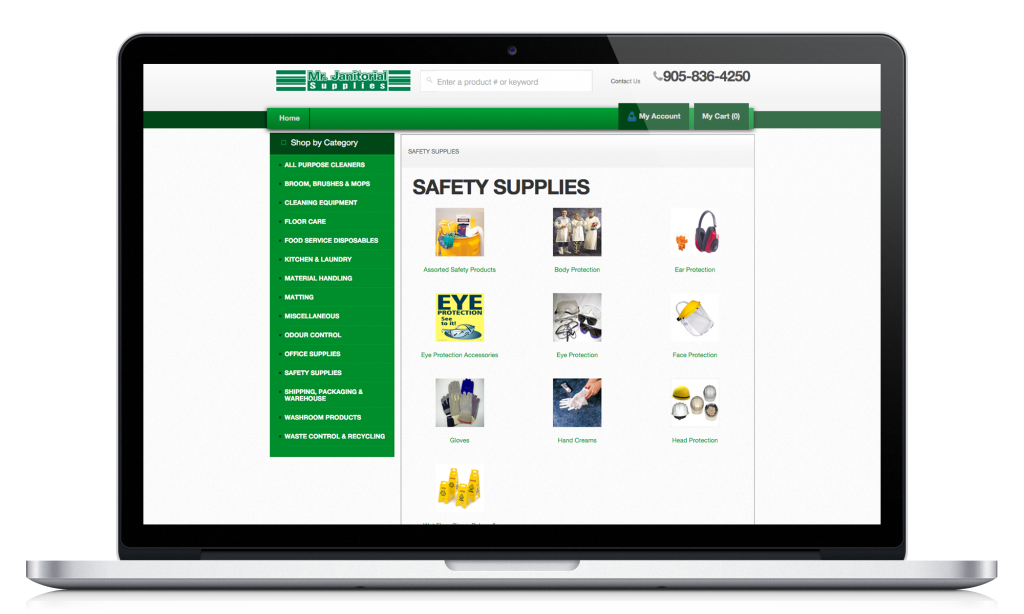 Mr. Janitorial
Supplies
Enter a product # or keyword
Contact Us
905-836-4250
Home
My Account
My Cart (0)
Shop by Category
ALL PURPOSE CLEANERS
BROOM, BRUSHES & MOPS
CLEANING EQUIPMENT
FLOOR CARE
FOOD SERVICE DISPOSABLES
KITCHEN & LAUNDRY
MATERIAL HANDLING
MATTING
MISCELLANEOUS
ODOUR CONTROL
OFFICE SUPPLIES
SAFETY SUPPLIES
SHIPPING, PACKAGING &
WAREHOUSE
WASHROOM PRODUCTS
WASTE CONTROL & RECYCLING
SAFETY SUPPLIES
SAFETY SUPPLIES
Assorted Safety Products
Body Protection
Ear Protection
EYE
PROTECTION
See
to it!
Eye Protection Accessories
Eye Protection
Face Protection
Gloves
Hand Creams
Head Protection